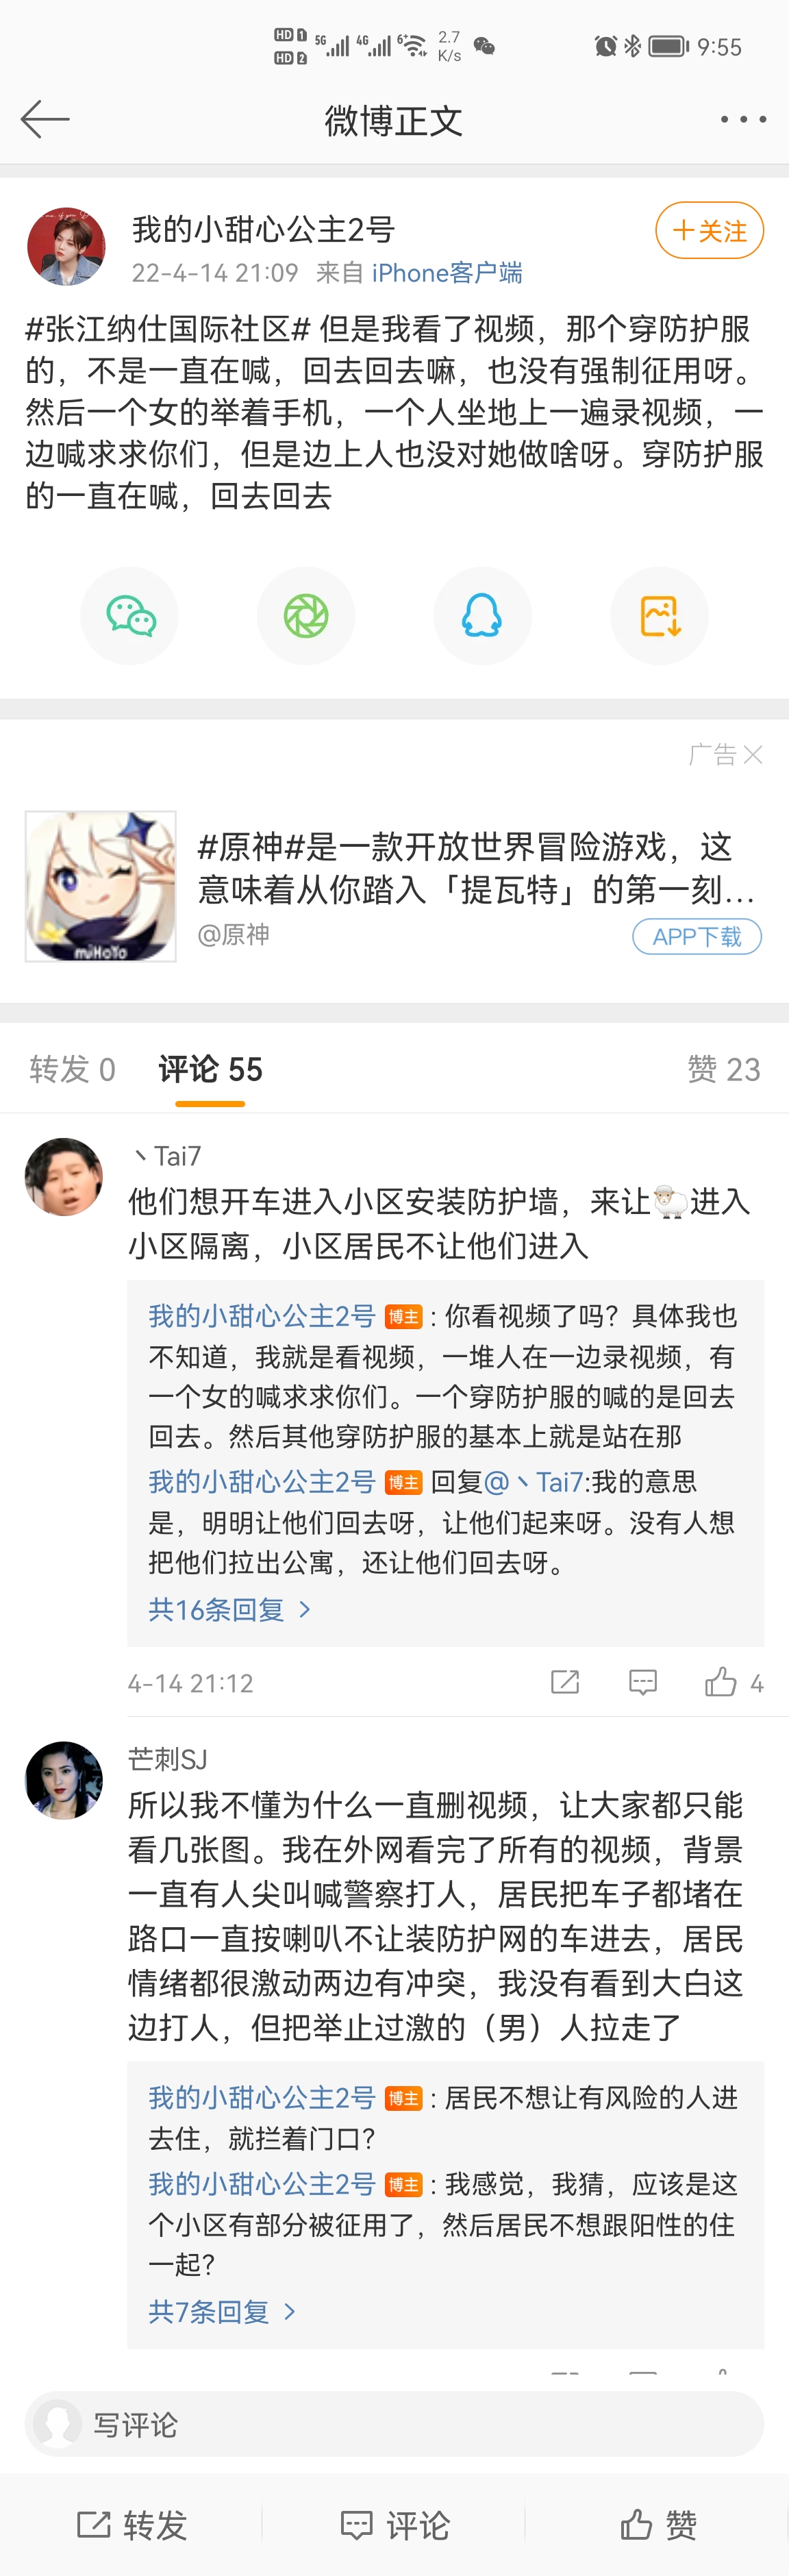 HD 1
HD 2
5G
4G
6+
2.7
K/s
9:55
微博正文
我的小甜心公主2号
22-4-14 21:09 来自 iPhone客户端
十关注
#张江纳仕国际社区# 但是我看了视频，那个穿防护服
的，不是一直在喊，回去回去嘛，也没有强制征用呀。
然后一个女的举着手机，一个人坐地上一遍录视频，一
边喊求求你们，但是边上人也没对她做啥呀。穿防护服
的一直在喊，回去回去
广告
#原神#是一款开放世界冒险游戏，这
意味着从你踏入「提瓦特」的第一刻...
@原神
APP下载
miHoYo
转发 0
评论 55
赞 23
丶Tai7
他们想开车进入小区安装防护墙，来让🐑进入
小区隔离，小区居民不让他们进入
我的小甜心公主2号 博主 : 你看视频了吗？具体我也
不知道，我就是看视频，一堆人在一边录视频，有
一个女的喊求求你们。一个穿防护服的喊的是回去
回去。然后其他穿防护服的基本上就是站在那
我的小甜心公主2号 博主 回复@丶Tai7:我的意思
是，明明让他们回去呀，让他们起来呀。没有人想
把他们拉出公寓，还让他们回去呀。
共16条回复 >
4-14 21:12
4
芒刺SJ
所以我不懂为什么一直删视频，让大家都只能
看几张图。我在外网看完了所有的视频，背景
一直有人尖叫喊警察打人，居民把车子都堵在
路口一直按喇叭不让装防护网的车进去，居民
情绪都很激动两边有冲突，我没有看到大白这
边打人，但把举止过激的（男）人拉走了
我的小甜心公主2号 博主 : 居民不想让有风险的人进
去住，就拦着门口？
我的小甜心公主2号 博主 : 我感觉，我猜，应该是这
个小区有部分被征用了，然后居民不想跟阳性的住
一起？
共7条回复 >
写评论
转发
评论
赞